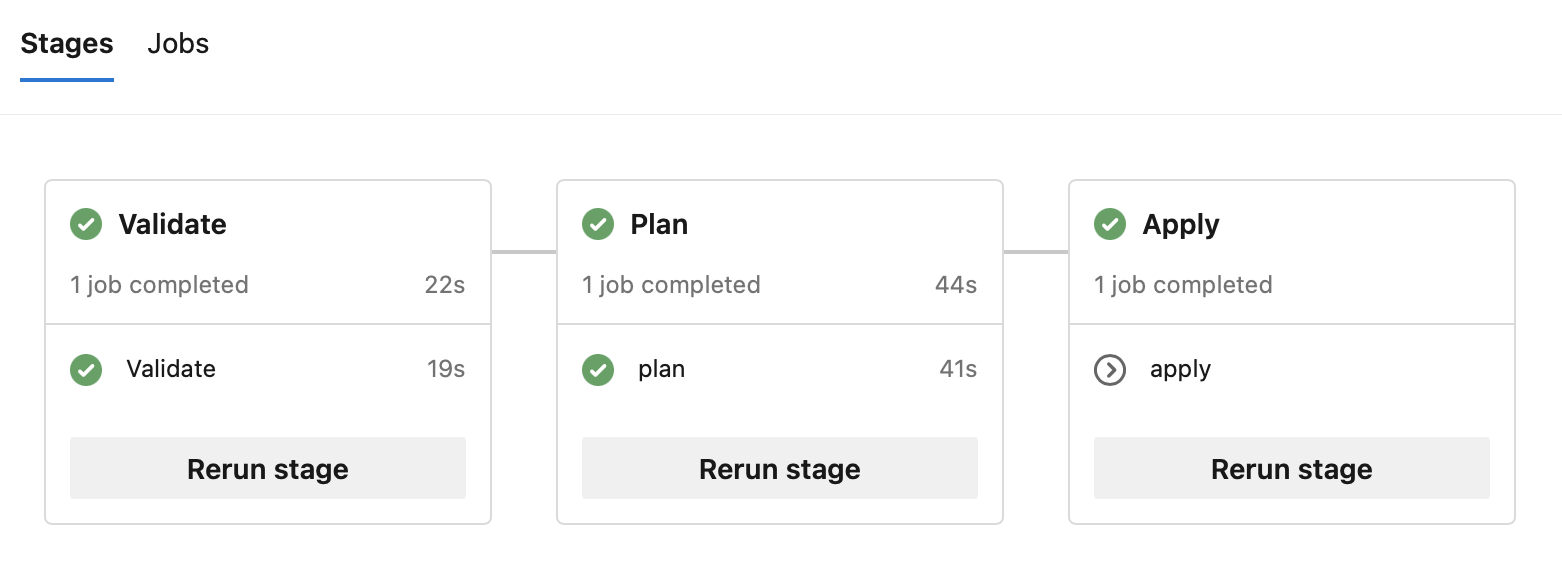 Stages Jobs
Validate
1 job completed 22s
Validate 19s
Rerun stage
Plan
1 job completed 44s
plan 41s
Rerun stage
Apply
1 job completed
apply
Rerun stage